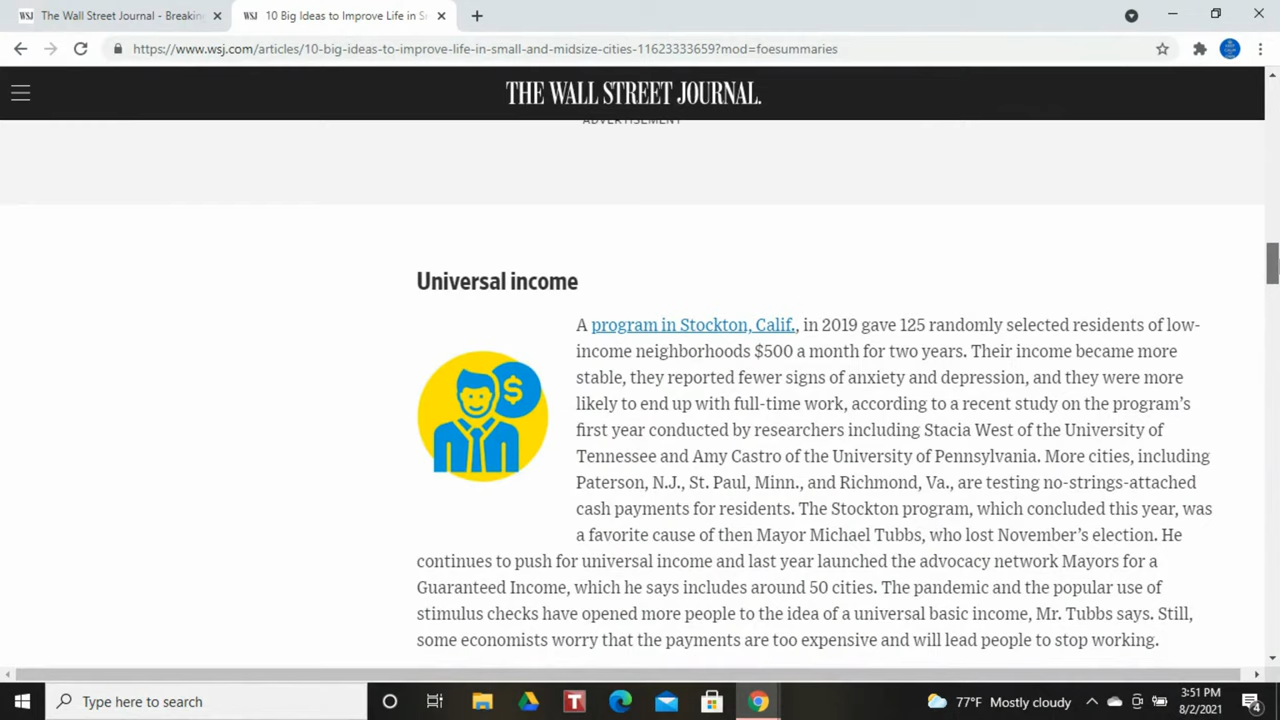 WSJ The Wall Street Journal - Breaking
WSJ 10 Big Ideas to Improve Life in S
https://www.wsj.com/articles/10-big-ideas-to-improve-life-in-small-and-midsize-cities-11623333659?mod=foesummaries
THE WALL STREET JOURNAL.
ADVERTISEMENT
Universal income
A program in Stockton, Calif., in 2019 gave 125 randomly selected residents of low-
income neighborhoods $500 a month for two years. Their income became more
stable, they reported fewer signs of anxiety and depression, and they were more
likely to end up with full-time work, according to a recent study on the program's
first year conducted by researchers including Stacia West of the University of
Tennessee and Amy Castro of the University of Pennsylvania. More cities, including
Paterson, N.J., St. Paul, Minn., and Richmond, Va., are testing no-strings-attached
cash payments for residents. The Stockton program, which concluded this year, was
a favorite cause of then Mayor Michael Tubbs, who lost November's election. He
continues to push for universal income and last year launched the advocacy network Mayors for a
Guaranteed Income, which he says includes around 50 cities. The pandemic and the popular use of
stimulus checks have opened more people to the idea of a universal basic income, Mr. Tubbs says. Still,
some economists worry that the payments are too expensive and will lead people to stop working.
$
Type here to search
T
77°F Mostly cloudy
3:51 PM
8/2/2021
4